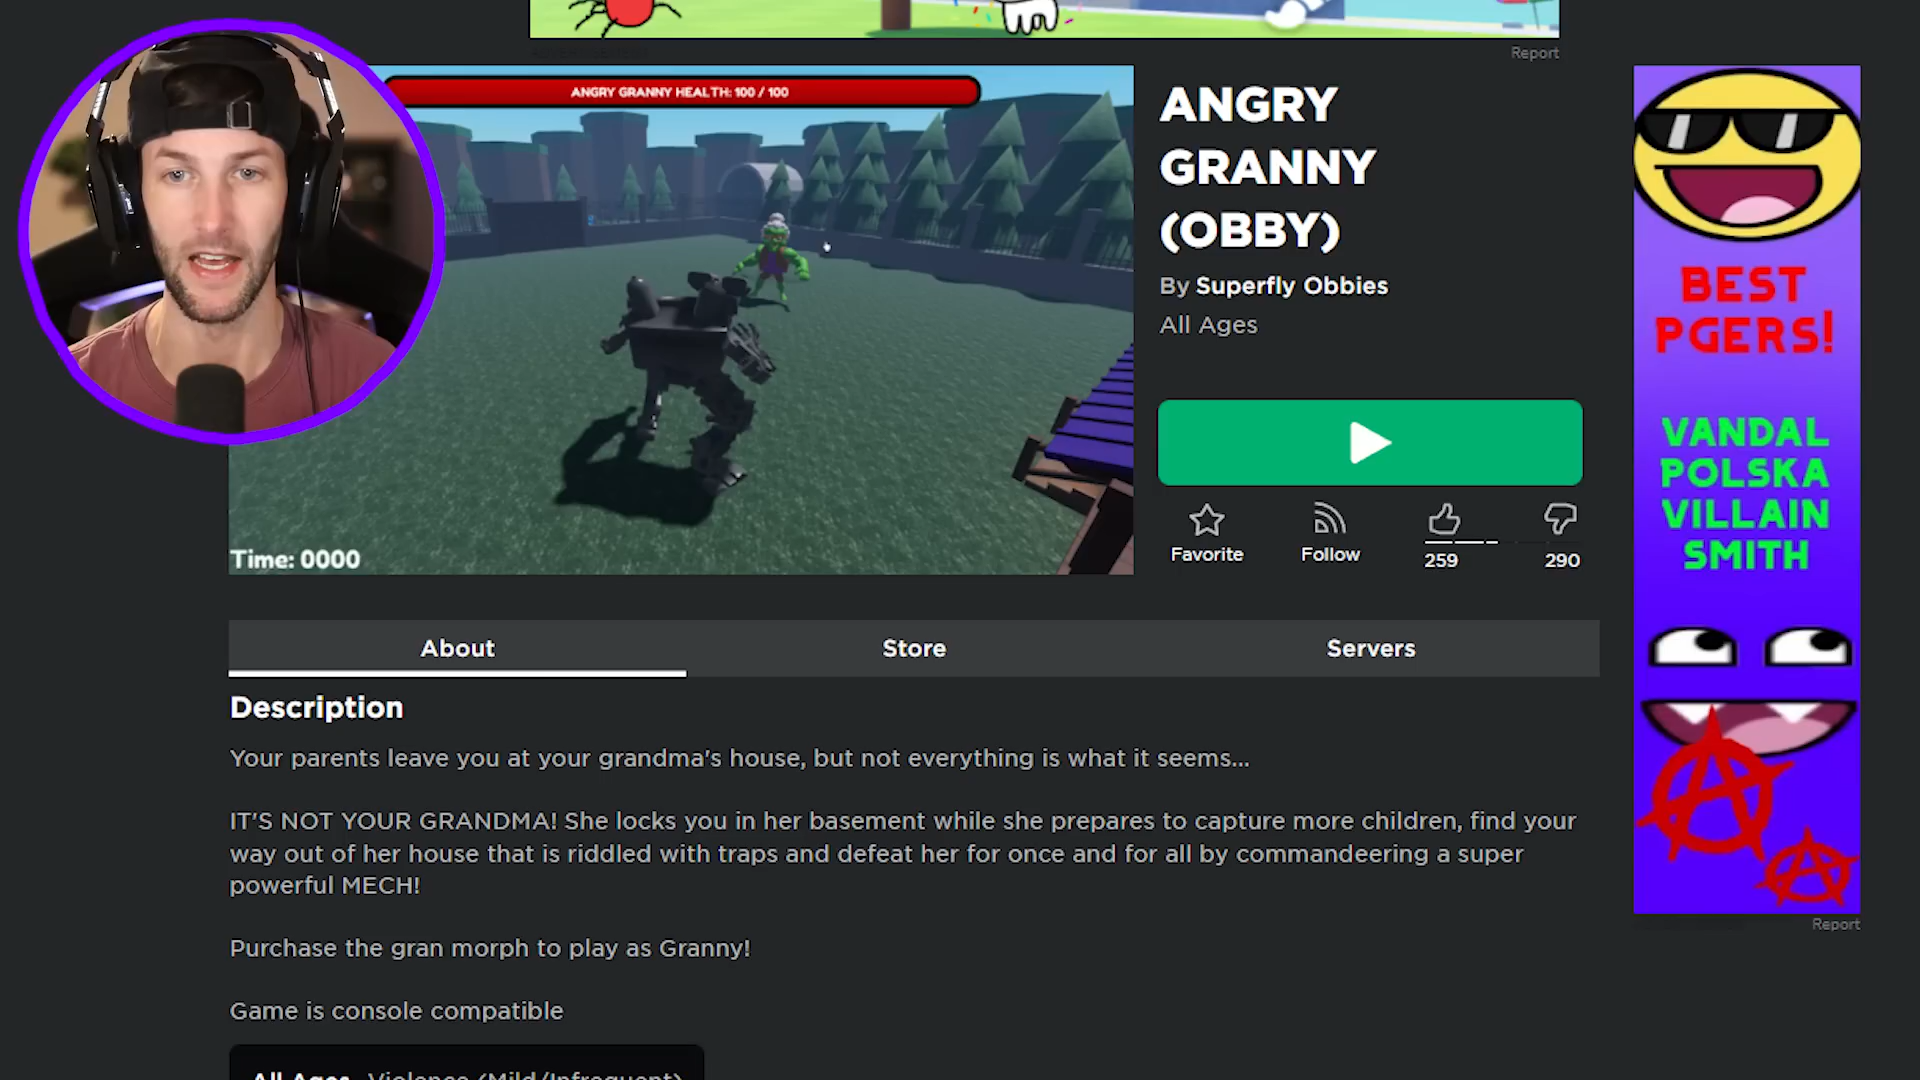 Report
ANGRY GRANNY HEALTH: 100 / 100
Time: 0000
ANGRY
GRANNY
(OBBY)
By Superfly Obbies
All Ages
Favorite
Follow
259
290
BEST
PGERS!
VANDAL
POLSKA
VILLAIN
SMITH
Report
About
Store
Servers
Description
Your parents leave you at your grandma's house, but not everything is what it seems...
IT'S NOT YOUR GRANDMA! She locks you in her basement while she prepares to capture more children, find your
way out of her house that is riddled with traps and defeat her for once and for all by commandeering a super
powerful MECH!
Purchase the gran morph to play as Granny!
Game is console compatible
All Ages Violence (Mild/Infrequent)